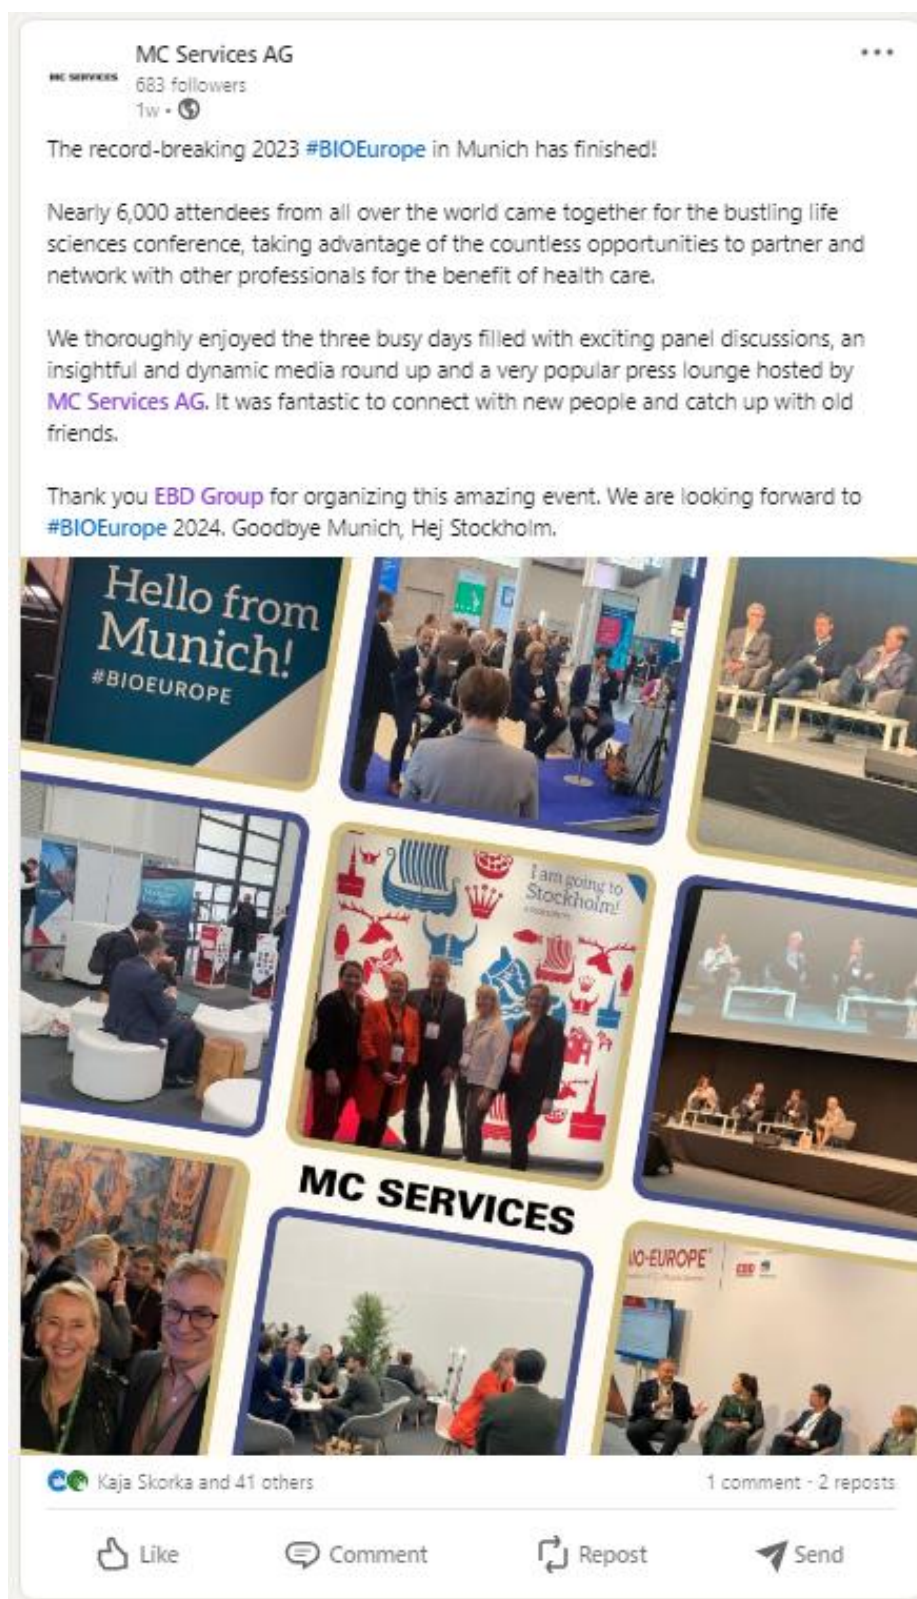 MC Services AG
MC SERVICES
683 followers
1w •
The record-breaking 2023 #BIOEurope in Munich has finished!
Nearly 6,000 attendees from all over the world came together for the bustling life
sciences conference, taking advantage of the countless opportunities to partner and
network with other professionals for the benefit of health care.
We thoroughly enjoyed the three busy days filled with exciting panel discussions, an
insightful and dynamic media round up and a very popular press lounge hosted by
MC Services AG. It was fantastic to connect with new people and catch up with old
friends.
Thank you EBD Group for organizing this amazing event. We are looking forward to
#BIOEurope 2024. Goodbye Munich, Hej Stockholm.
Hello from
Munich!
#BIOEUROPE
I am going to
Stockholm!
MC SERVICES
IO-EUROPE
EBD
Kaja Skorka and 41 others
1 comment · 2 reposts
Like
Comment
Repost
Send